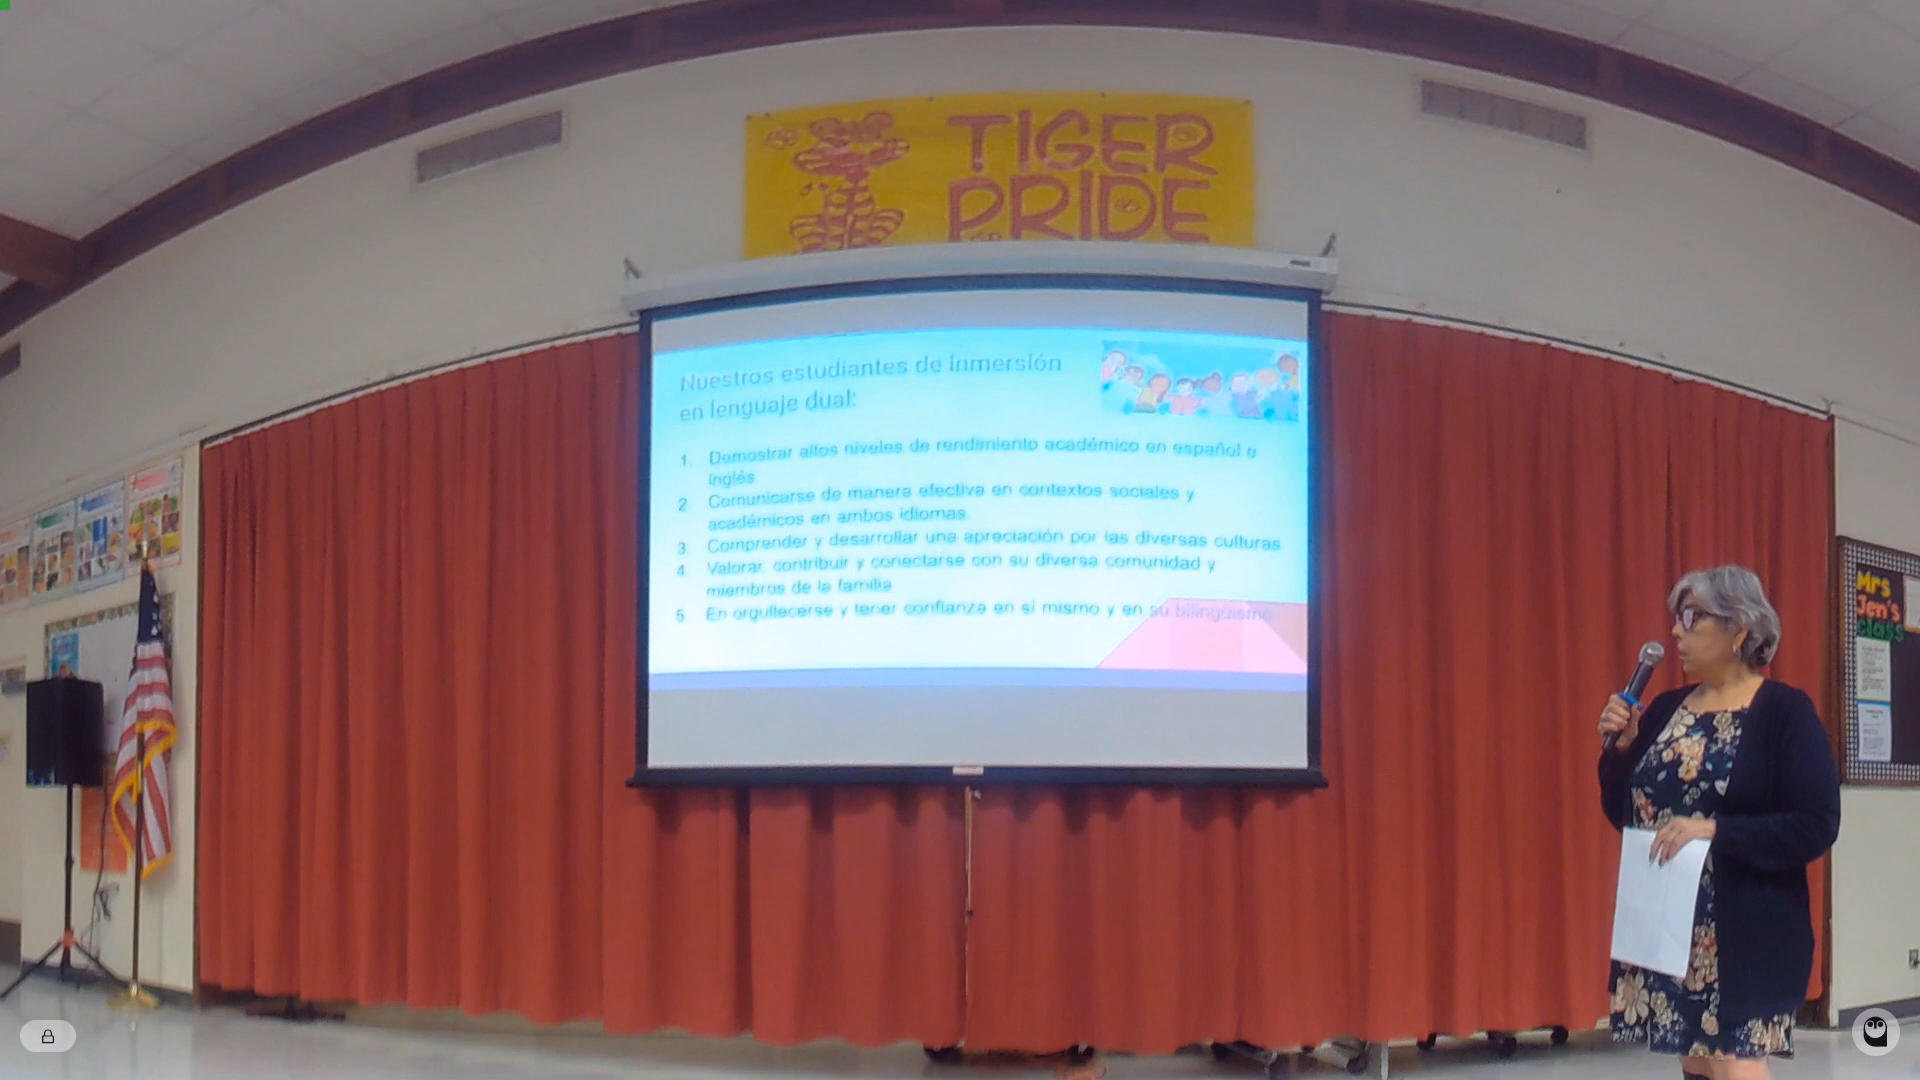 TIGER
PRIDE
Nuestros estudiantes de Inmersión
en lenguaje dual:
1. Demostrar altos niveles de rendimiento académico en español e
inglés
2. Comunicarse de manera efectiva en contextos sociales y
académicos en ambos idiomas
3. Comprender y desarrollar una apreciación por las diversas culturas
4. Valorar, contribuir y conectarse con su diversa comunidad y
miembros de la familia
5. En orgullecerse y tener confianza en sí mismo y en su bilingüismo
Mrs
Jen's
class